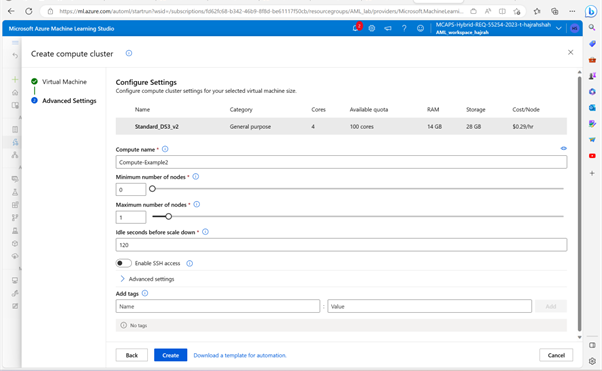 https://ml.azure.com/automl/startrun?wsid=/subscriptions/fd62fc68-b342-46b9-8f8d-be61117f50cb/resourcegroups/AML_lab/providers/Microsoft.MachineLearni...
Microsoft Azure Machine Learning Studio
MCAPS-Hybrid-REQ-55254-2023-t-hajrahshah
AML_workspace_hajrah
Create compute cluster
Virtual Machine
Advanced Settings
Configure Settings
Configure compute cluster settings for your selected virtual machine size.
Name Category Cores Available quota RAM Storage Cost/Node
Standard_DS3_v2 General purpose 4 100 cores 14 GB 28 GB $0.29/hr
Compute name *
Compute-Example2
Minimum number of nodes *
0
Maximum number of nodes *
1
Idle seconds before scale down *
120
Enable SSH access
Advanced settings
Add tags
Name : Value Add
No tags
Back Create Download a template for automation Cancel